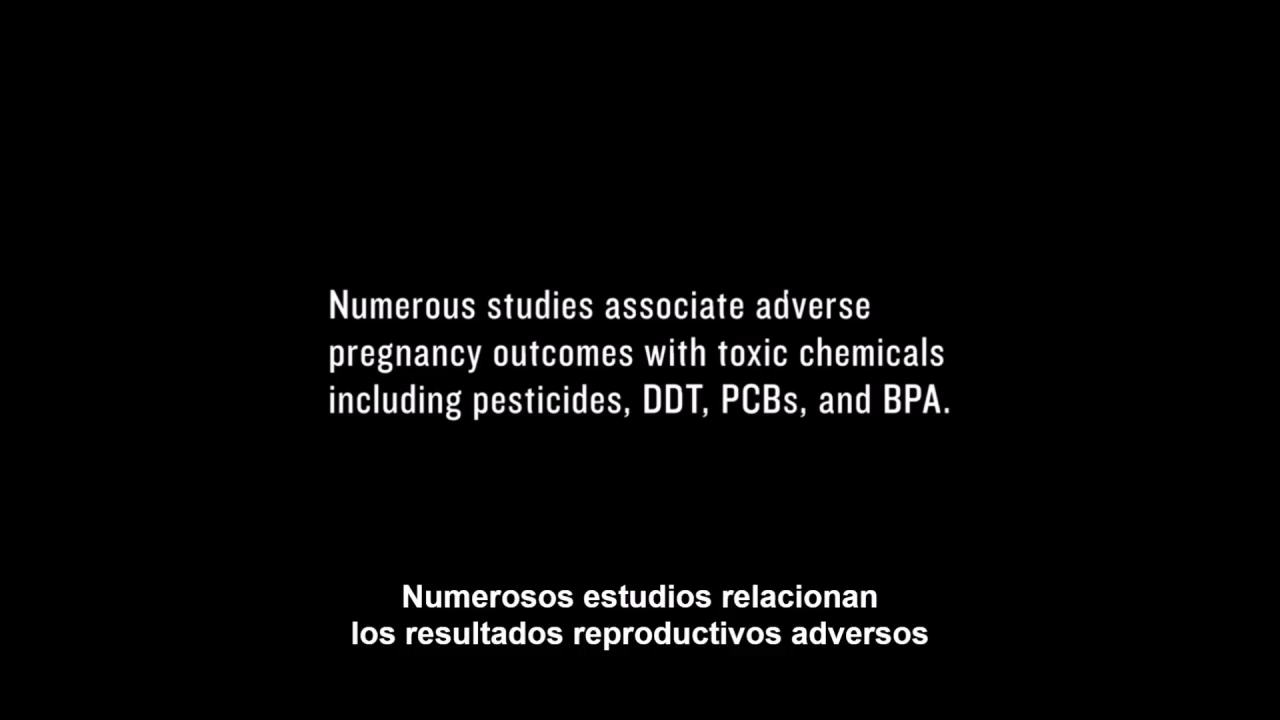 Numerous studies associate adverse
pregnancy outcomes with toxic chemicals
including pesticides, DDT, PCBs, and BPA.
Numerosos estudios relacionan
los resultados reproductivos adversos